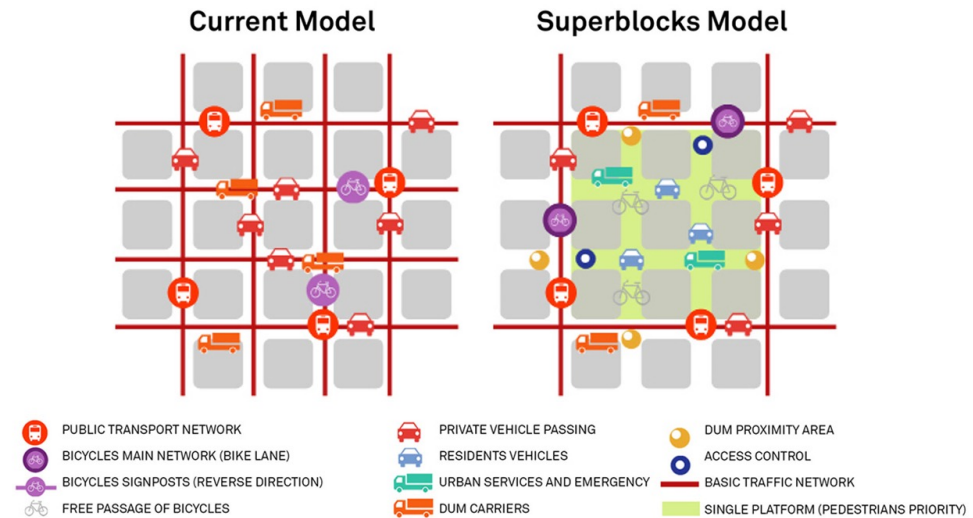 Current Model
Superblocks Model
PUBLIC TRANSPORT NETWORK
BICYCLES MAIN NETWORK (BIKE LANE)
BICYCLES SIGNPOSTS (REVERSE DIRECTION)
FREE PASSAGE OF BICYCLES
PRIVATE VEHICLE PASSING
RESIDENTS VEHICLES
URBAN SERVICES AND EMERGENCY
DUM CARRIERS
DUM PROXIMITY AREA
ACCESS CONTROL
BASIC TRAFFIC NETWORK
SINGLE PLATFORM (PEDESTRIANS PRIORITY)